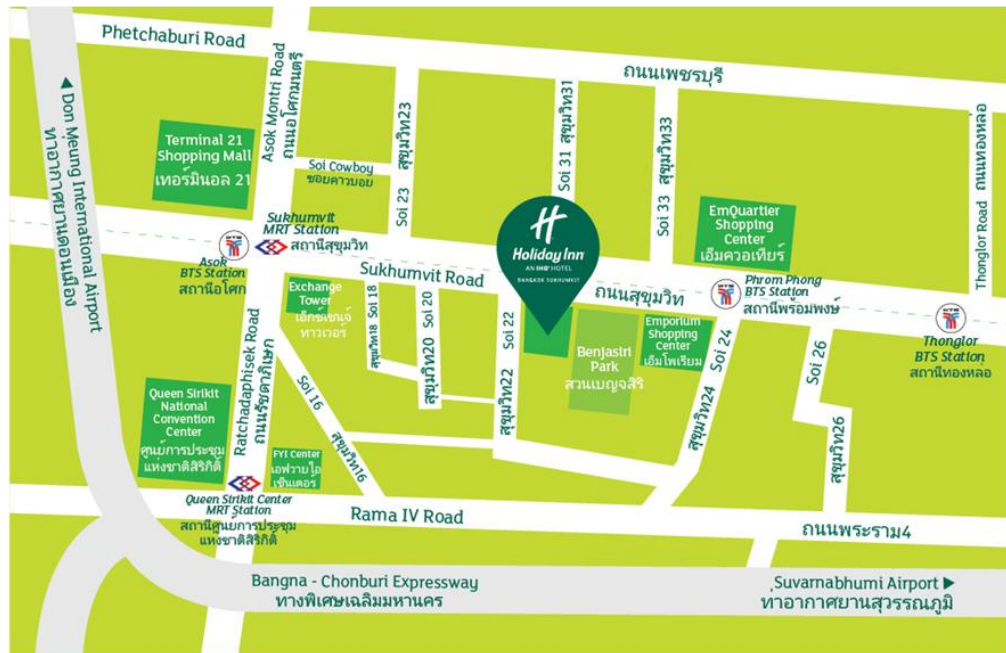 Phetchaburi Road
ถนนเพชรบุรี
Asok Montri Road
ถนนอโศกมนตรี
Don Meung International Airport
ท่าอากาศยานดอนเมือง
Terminal 21
Shopping Mall
เทอร์มินอล 21
Soi Cowboy
ซอยคาวบอย
Soi 23 สุขุมวิท23
Soi 31 สุขุมวิท31
Soi 33 สุขุมวิท33
Thonglor Road ถนนทองหลอ
H
Holiday Inn
AN IHG HOTEL
BANGKOK SUKHUMVIT
EmQuartier
Shopping
Center
เอ็มควอเทียร์
BTS
Asok
BTS Station
สถานีอโศก
Sukhumvit
MRT Station
สถานีสุขุมวิท
Sukhumvit Road
ถนนสุขุมวิท
BTS
Phrom Phong
BTS Station
สถานีพร้อมพงษ์
BTS
Thonglor
BTS Station
สถานีทองหลอ
Exchange
Tower
เอ็กซ์เชนจ์
ทาวเวอร์
สุขุมวิท18 Soi 18
สุขุมวิท20 Soi 20
สุขุมวิท22 Soi 22
Benjasiri
Park
สวนเบญจสิริ
Emporium
Shopping
Center
เอ็มโพเรียม
สุขุมวิท24 Soi 24
Soi 26
สุขุมวิท26
Ratchadaphisek Road
ถนนรัชดาภิเษก
Soi 16
สุขุมวิท16
Queen Sirikit
National
Convention
Center
ศูนย์การประชุม
แห่งชาติสิริกิติ์
FYI Center
เอฟวายไอ
เซ็นเตอร์
Queen Sirikit Center
MRT Station
สถานีศูนย์การประชุม
แห่งชาติสิริกิติ์
Rama IV Road
ถนนพระราม4
Bangna - Chonburi Expressway
ทางพิเศษเฉลิมมหานคร
Suvarnabhumi Airport
ท่าอากาศยานสุวรรณภูมิ